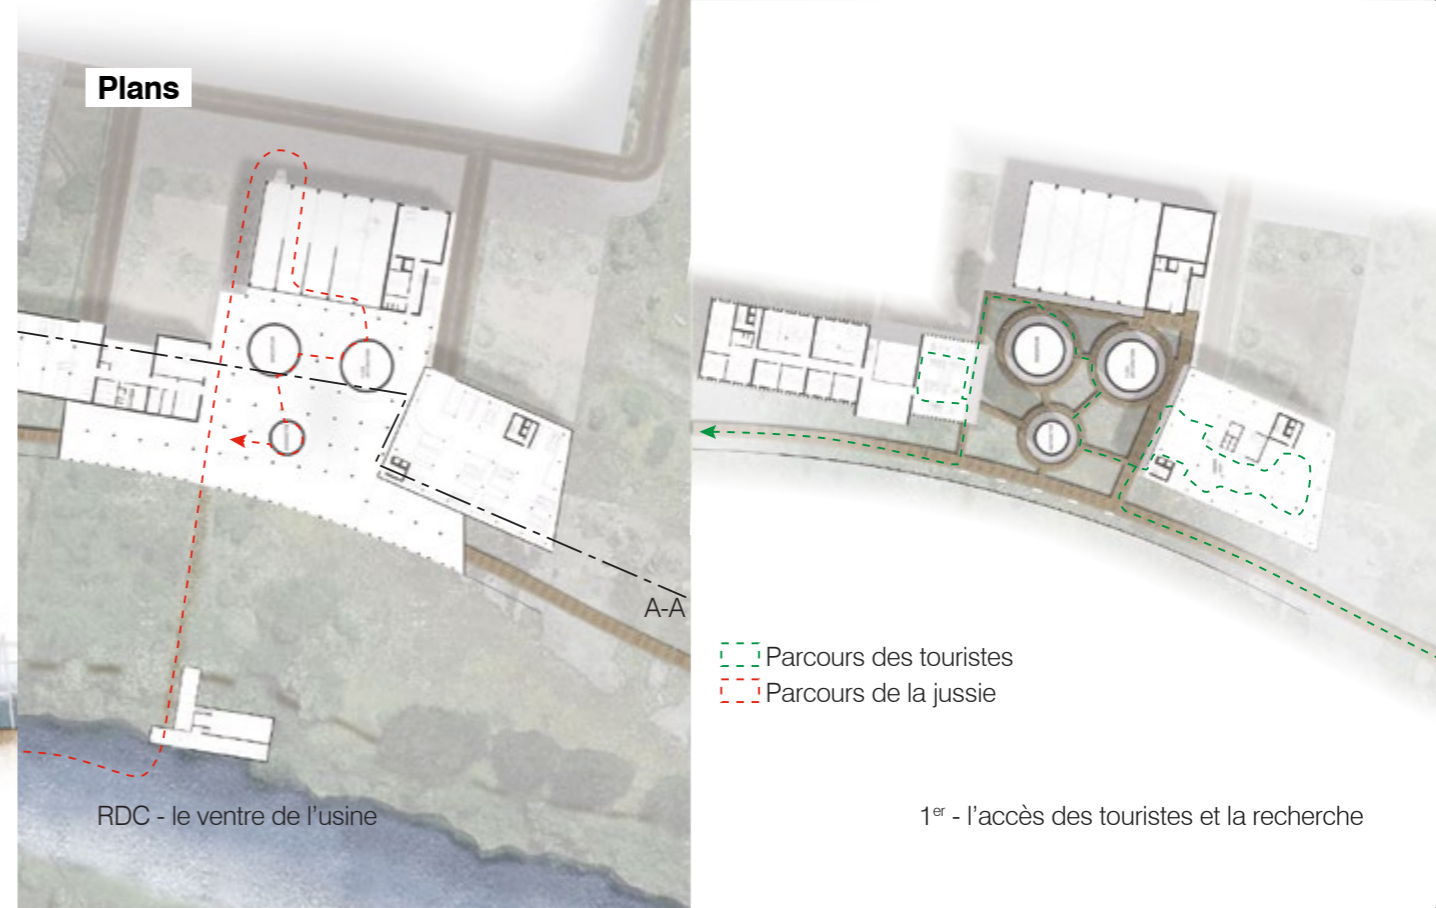 Plans
A-A
Parcours des touristes
Parcours de la jussie
RDC - le ventre de l’usine
1er - l’accès des touristes et la recherche